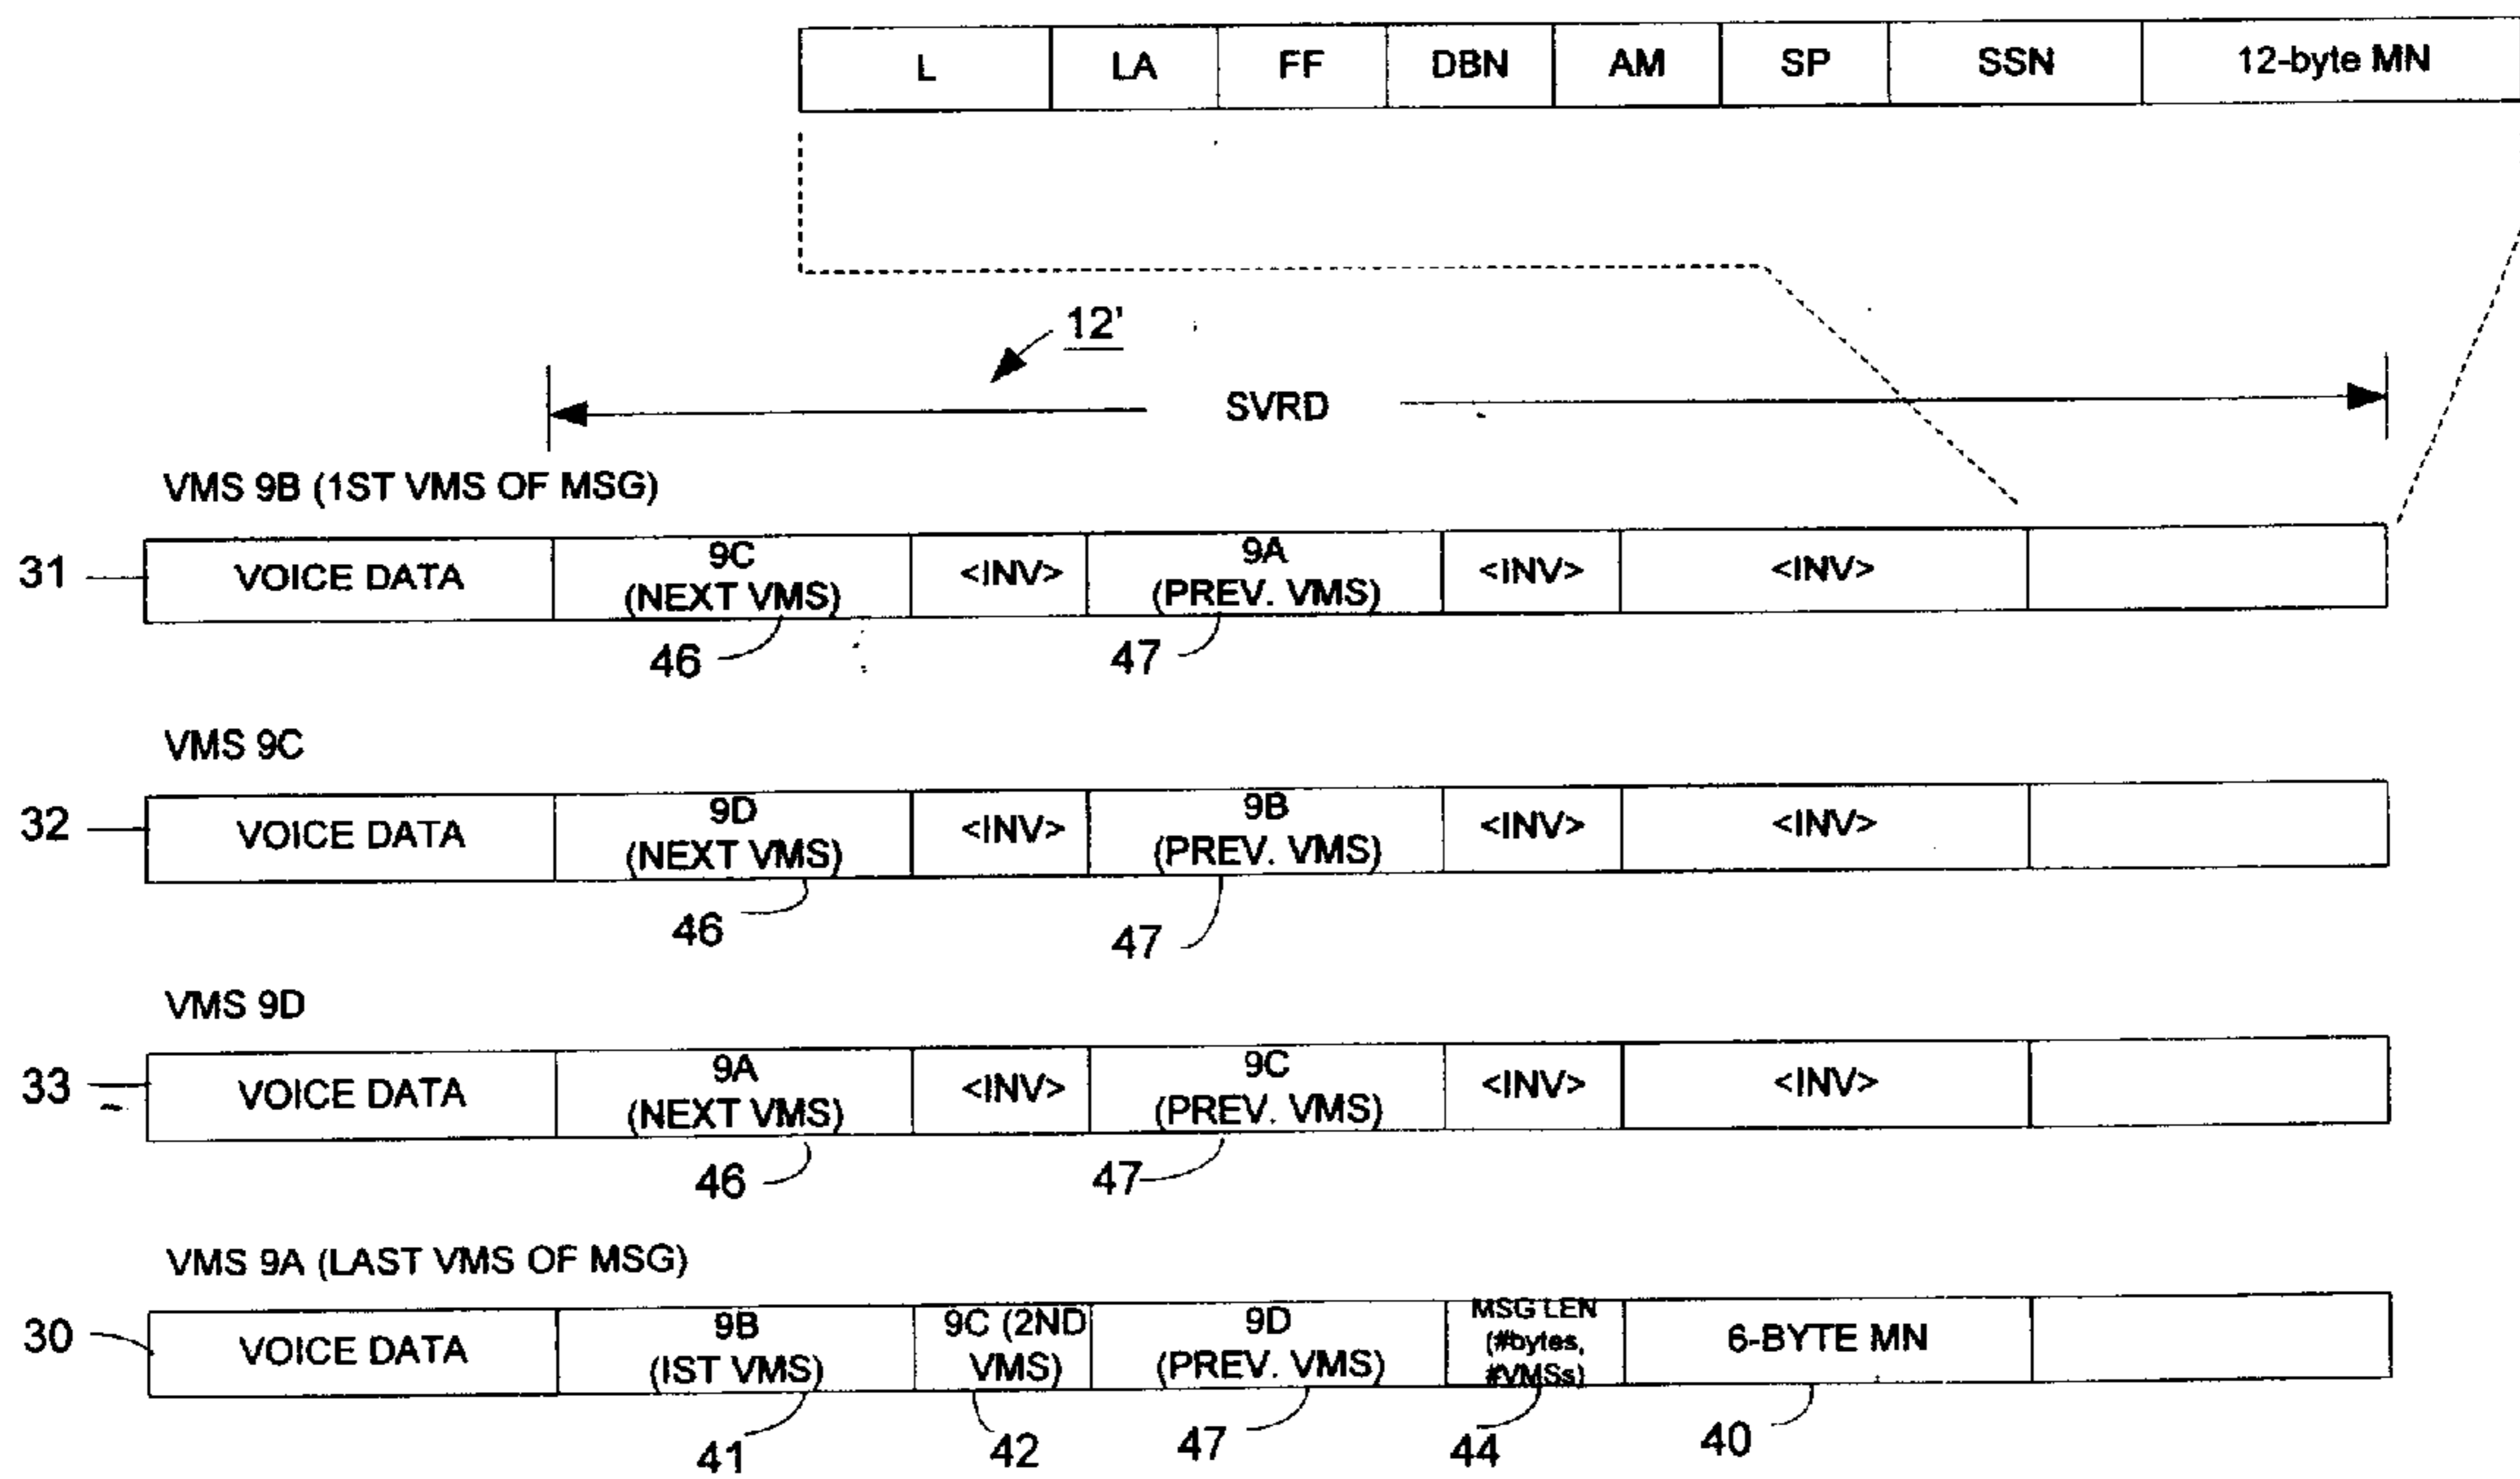 L LA FF DBN AM SP SSN 12-byte MN
12'
SVRD
VMS 9B (1ST VMS OF MSG)
31 VOICE DATA 9C (NEXT VMS) <INV> 9A (PREV. VMS) <INV> <INV>
46 47
VMS 9C
32 VOICE DATA 9D (NEXT VMS) <INV> 9B (PREV. VMS) <INV> <INV>
46 47
VMS 9D
33 VOICE DATA 9A (NEXT VMS) <INV> 9C (PREV. VMS) <INV> <INV>
46 47
VMS 9A (LAST VMS OF MSG)
30 VOICE DATA 9B (IST VMS) 9C (2ND VMS) 9D (PREV. VMS) MSG LEN (#bytes, #VMSs) 6-BYTE MN
41 42 47 44 40